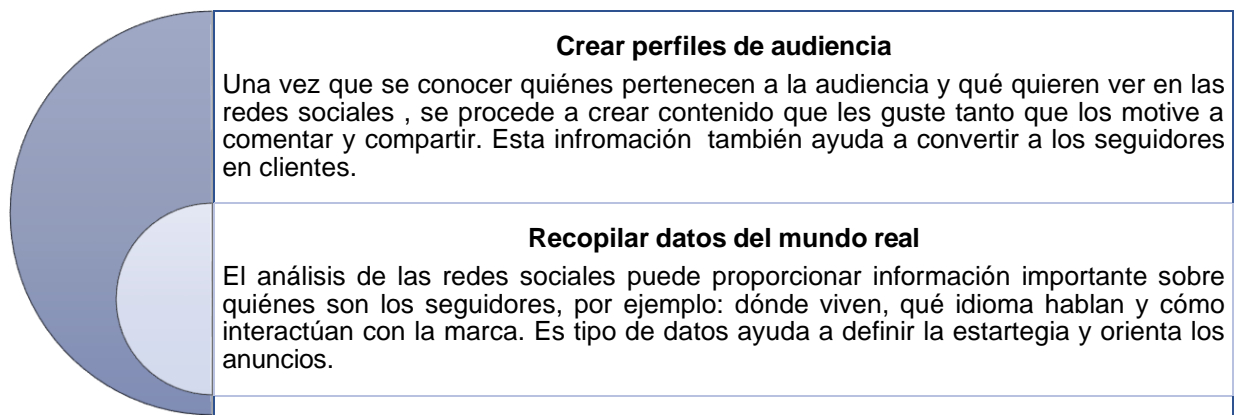 Crear perfiles de audiencia
Una vez que se conocer quiénes pertenecen a la audiencia y qué quieren ver en las
redes sociales , se procede a crear contenido que les guste tanto que los motive a
comentar y compartir. Esta infromación  también ayuda a convertir a los seguidores
en clientes.
Recopilar datos del mundo real
El análisis de las redes sociales puede proporcionar información importante sobre
quiénes son los seguidores, por ejemplo: dónde viven, qué idioma hablan y cómo
interactúan con la marca. Es tipo de datos ayuda a definir la estartegia y orienta los
anuncios.